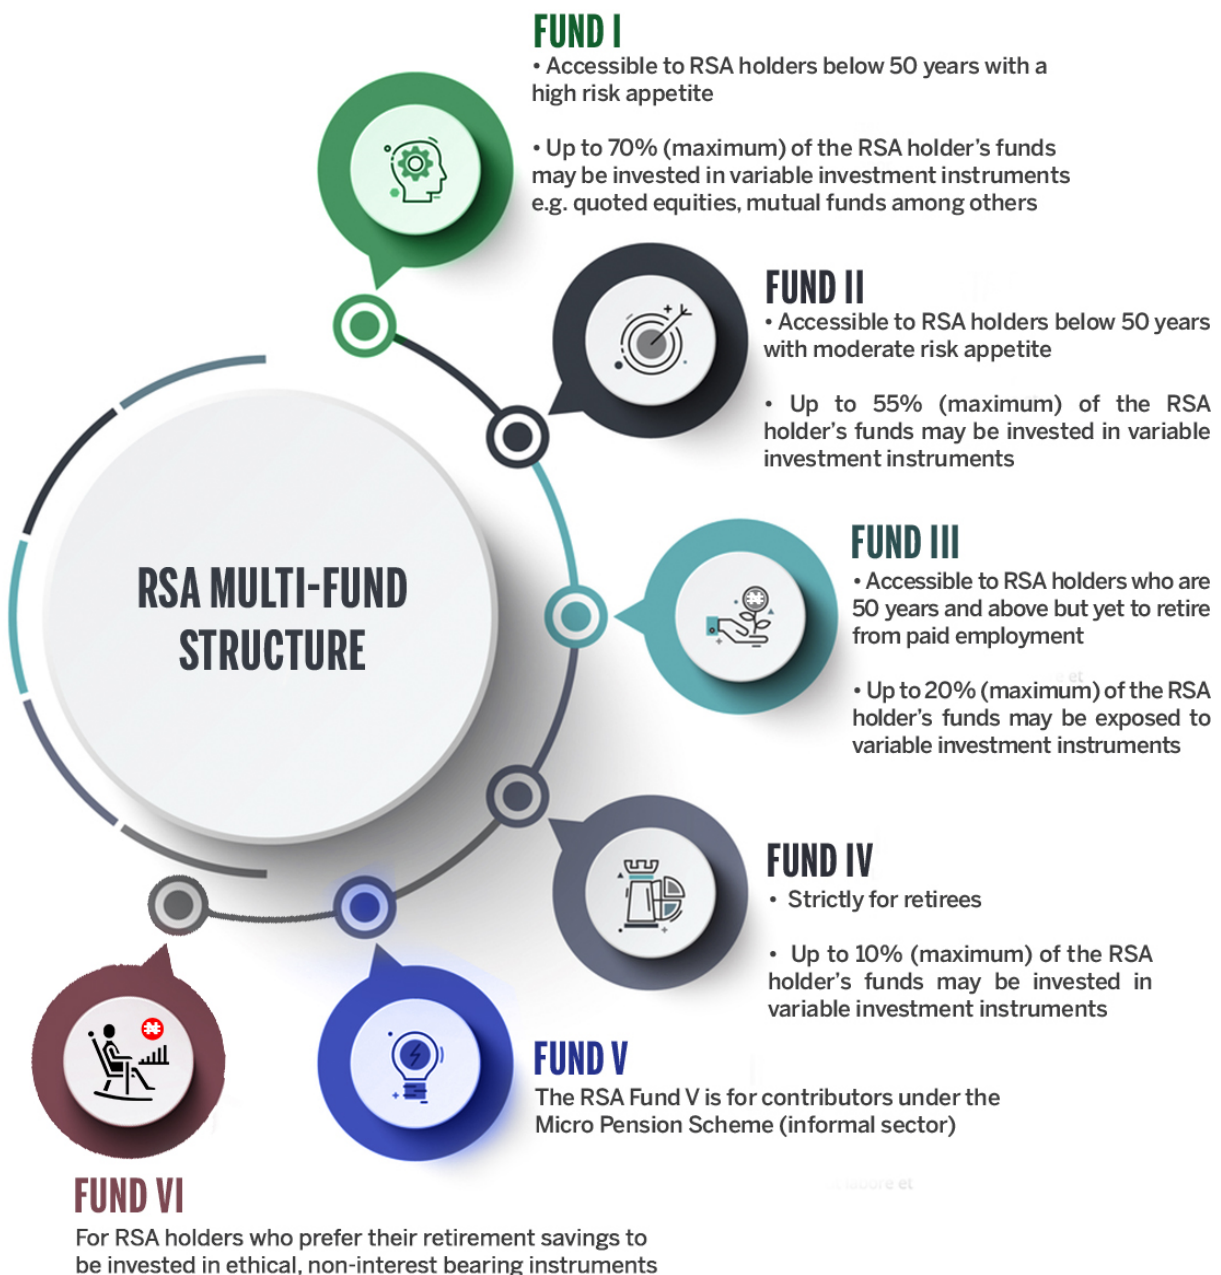 FUND I
• Accessible to RSA holders below 50 years with a
high risk appetite
• Up to 70% (maximum) of the RSA holder's funds
may be invested in variable investment instruments
e.g. quoted equities, mutual funds among others
FUND II
• Accessible to RSA holders below 50 years
with moderate risk appetite
• Up to 55% (maximum) of the RSA
holder's funds may be invested in variable
investment instruments
RSA MULTI-FUND
STRUCTURE
FUND III
• Accessible to RSA holders who are
50 years and above but yet to retire
from paid employment
et
• Up to 20% (maximum) of the RSA
holder's funds may be exposed to
variable investment instruments
FUND IV
• Strictly for retirees
• Up to 10% (maximum) of the RSA
holder's funds may be invested in
variable investment instruments
FUND V
The RSA Fund V is for contributors under the
Micro Pension Scheme (informal sector)
labore et
FUND VI
For RSA holders who prefer their retirement savings to
be invested in ethical, non-interest bearing instruments